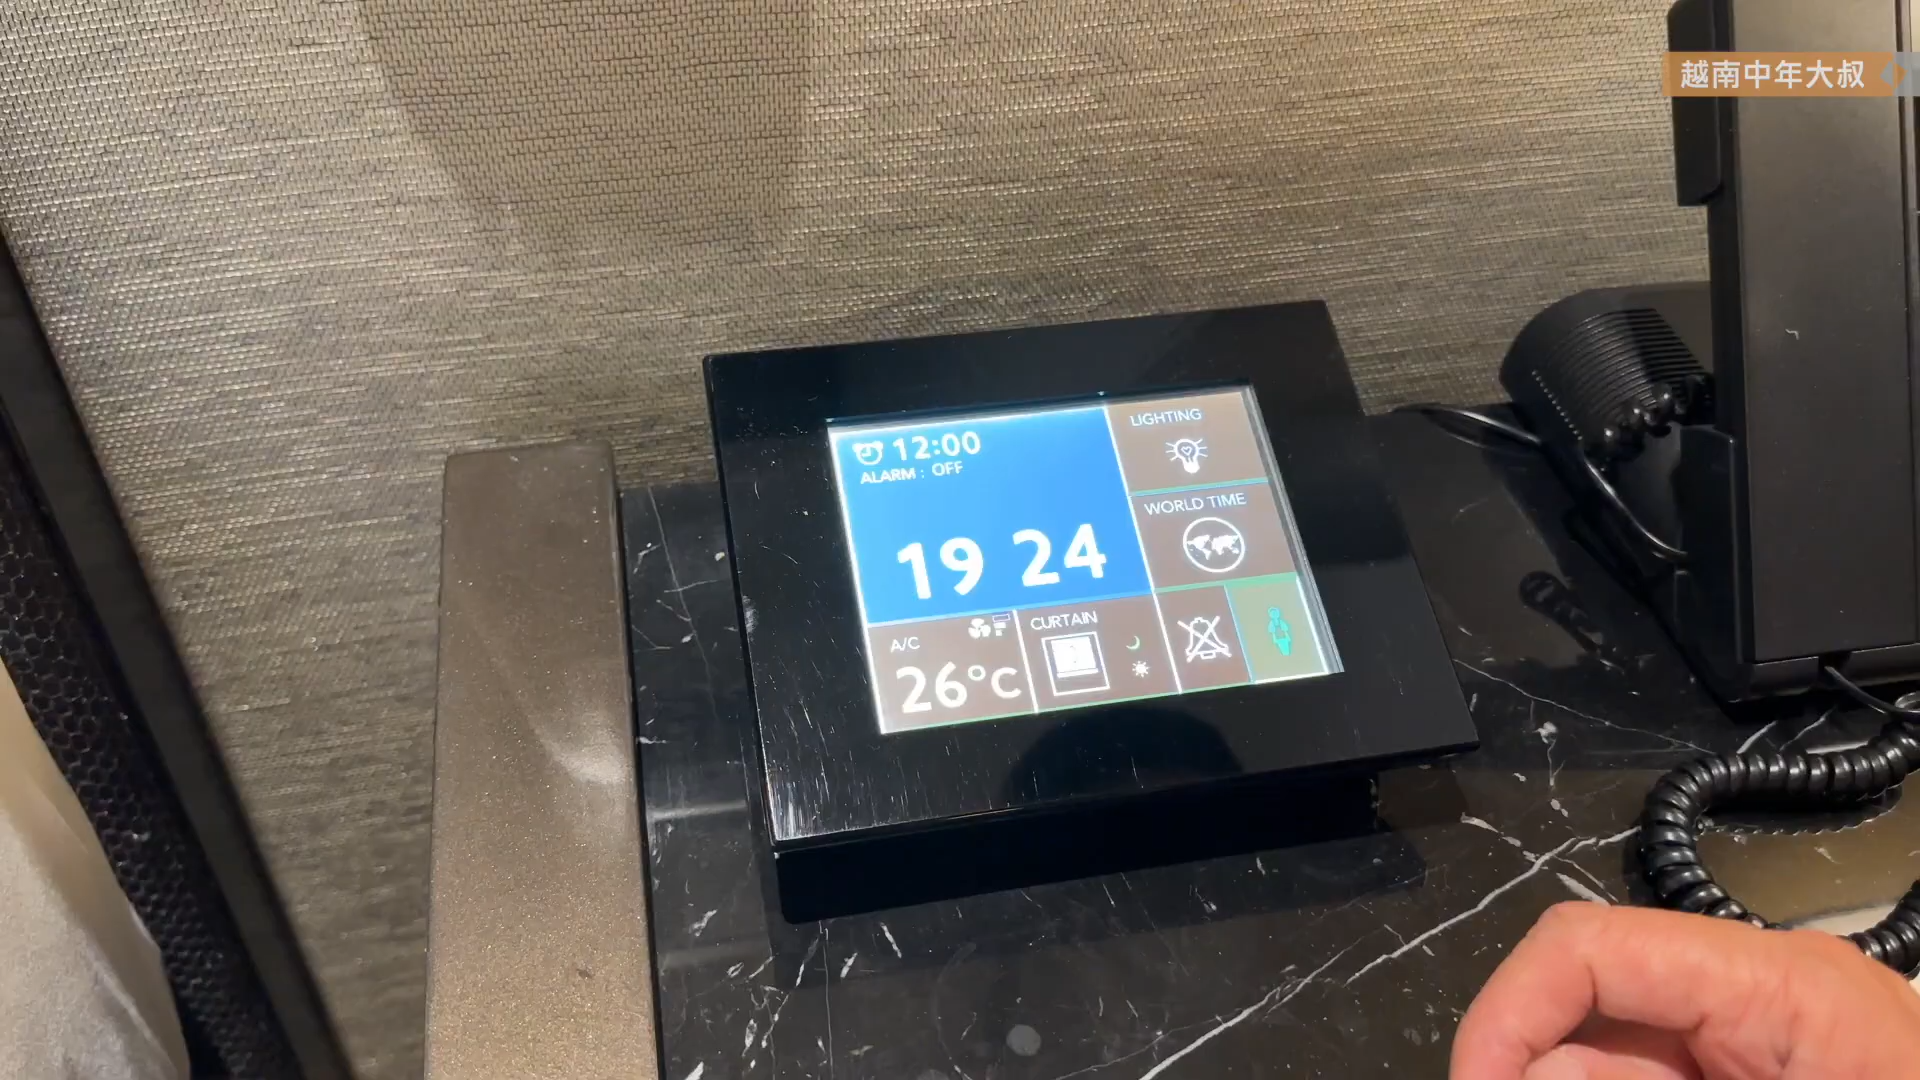 越南中年大叔
12:00
ALARM : OFF
19 24
LIGHTING
WORLD TIME
A/C
26°C
CURTAIN